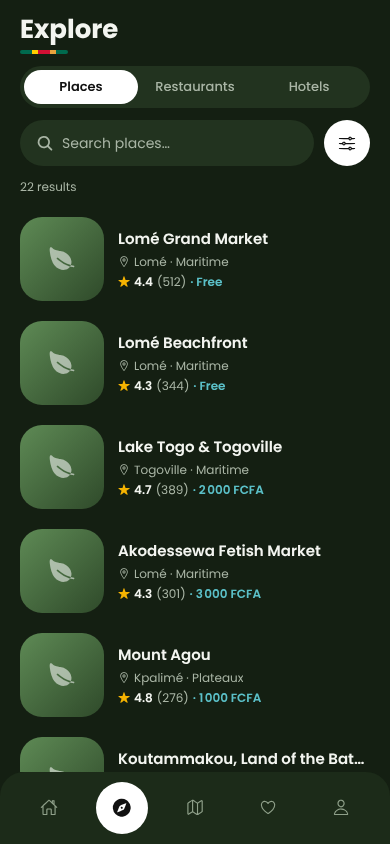 Explore
Places
Restaurants
Hotels
Search places...
22 results
Lomé Grand Market
Lomé · Maritime
4.4 (512) · Free
Lomé Beachfront
Lomé · Maritime
4.3 (344) · Free
Lake Togo & Togoville
Togoville · Maritime
4.7 (389) · 2 000 FCFA
Akodessewa Fetish Market
Lomé · Maritime
4.3 (301) · 3 000 FCFA
Mount Agou
Kpalimé · Plateaux
4.8 (276) · 1 000 FCFA
Koutammakou, Land of the Bat...